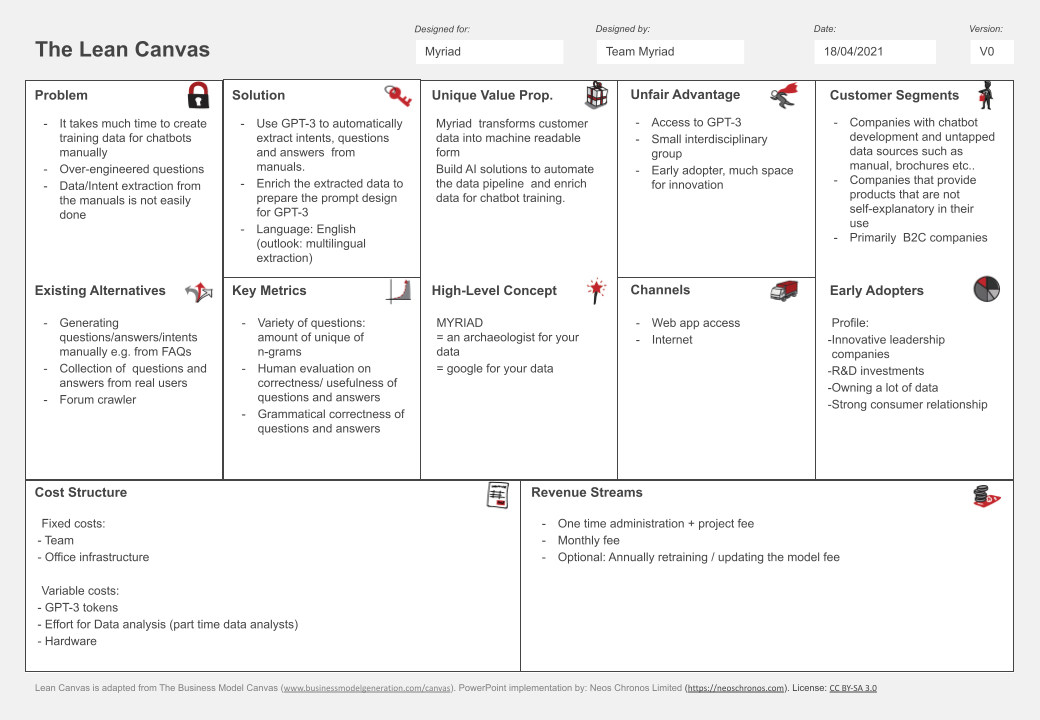 The Lean Canvas
Designed for:
Myriad
Designed by:
Team Myriad
Date:
18/04/2021
Version:
V0
Problem
- It takes much time to create
training data for chatbots
manually
- Over-engineered questions
- Data/Intent extraction from
the manuals is not easily
done
Existing Alternatives
- Generating
questions/answers/intents
manually e.g. from FAQs
- Collection of questions and
answers from real users
- Forum crawler
Solution
- Use GPT-3 to automatically
extract intents, questions
and answers from
manuals.
- Enrich the extracted data to
prepare the prompt design
for GPT-3
- Language: English
(outlook: multilingual
extraction)
Key Metrics
- Variety of questions:
amount of unique of
n-grams
- Human evaluation on
correctness/ usefulness of
questions and answers
- Grammatical correctness of
questions and answers
Unique Value Prop.
Myriad transforms customer
data into machine readable
form
Build AI solutions to automate
the data pipeline and enrich
data for chatbot training.
High-Level Concept
MYRIAD
= an archaeologist for your
data
= google for your data
Unfair Advantage
- Access to GPT-3
- Small interdisciplinary
group
- Early adopter, much space
for innovation
Channels
- Web app access
- Internet
Customer Segments
- Companies with chatbot
development and untapped
data sources such as
manual, brochures etc..
- Companies that provide
products that are not
self-explanatory in their
use
- Primarily B2C companies
Early Adopters
Profile:
-Innovative leadership
companies
-R&D investments
-Owning a lot of data
-Strong consumer relationship
Cost Structure
Fixed costs:
- Team
- Office infrastructure
Variable costs:
- GPT-3 tokens
- Effort for Data analysis (part time data analysts)
- Hardware
Revenue Streams
- One time administration + project fee
- Monthly fee
- Optional: Annually retraining / updating the model fee
Lean Canvas is adapted from The Business Model Canvas (www.businessmodelgeneration.com/canvas). PowerPoint implementation by: Neos Chronos Limited (https://neoschronos.com). License: CC BY-SA 3.0